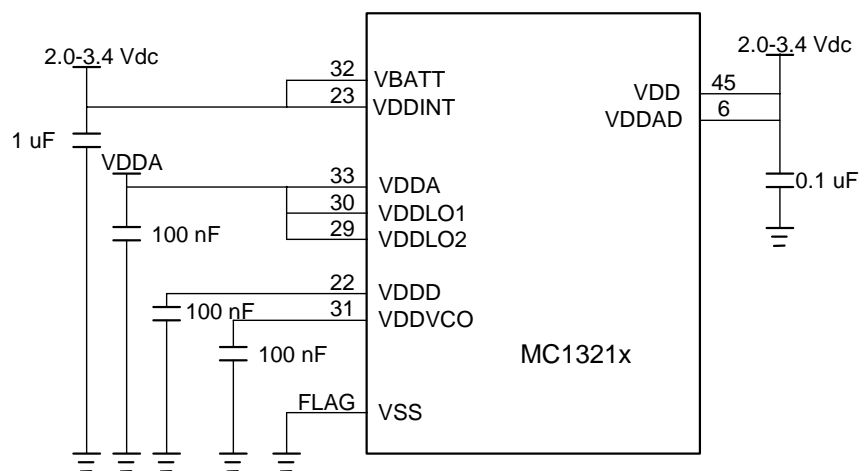 2.0-3.4 Vdc
2.0-3.4 Vdc
32 VBATT
23 VDDINT
VDD 45
VDDAD 6
1 uF
VDDA
33 VDDA
0.1 uF
30 VDDLO1
100 nF
29 VDDLO2
22 VDDD
100 nF
31 VDDVCO
100 nF
MC1321x
FLAG VSS